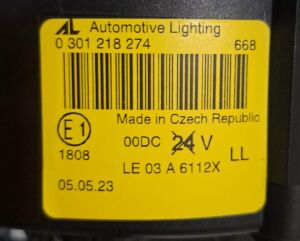 AL Automotive Lighting
0 301 218 274 668
Made in Czech Republic
E1 00DC 24 V
1808 LL
LE 03 A 6112X
05.05.23